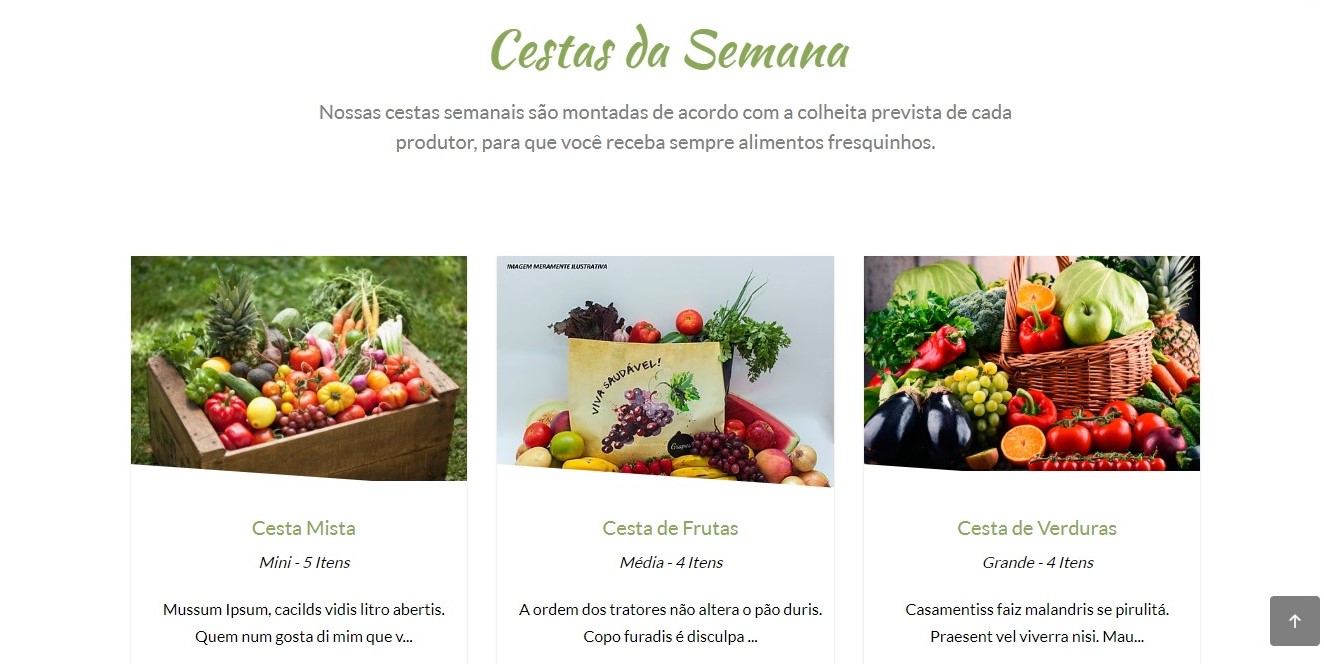 Cestas da Semana
Nossas cestas semanais são montadas de acordo com a colheita prevista de cada
produtor, para que você receba sempre alimentos fresquinhos.
IMAGEM MERAMENTE ILUSTRATIVA
VIVA SAUDÁVEL!
Grapes
Cesta Mista
Mini - 5 Itens
Mussum Ipsum, cacilds vidis litro abertis.
Quem num gosta di mim que v...
Cesta de Frutas
Média - 4 Itens
A ordem dos tratores não altera o pão duris.
Copo furadis é disculpa ...
Cesta de Verduras
Grande - 4 Itens
Casamentiss faiz malandris se pirulitá.
Praesent vel viverra nisi. Mau...